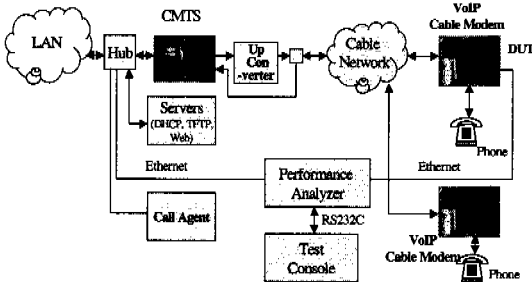 VoIP
Cable Modem
CMTS
LAN
Hub
Up
Con
-verter
Cable
Network
DUT
Servers
(DHCP, TFTP,
Web)
Phone
Ethernet
Ethernet
Performance
Analyzer
Call Agent
RS232C
Test
Console
VoIP
Cable Modem
Phone